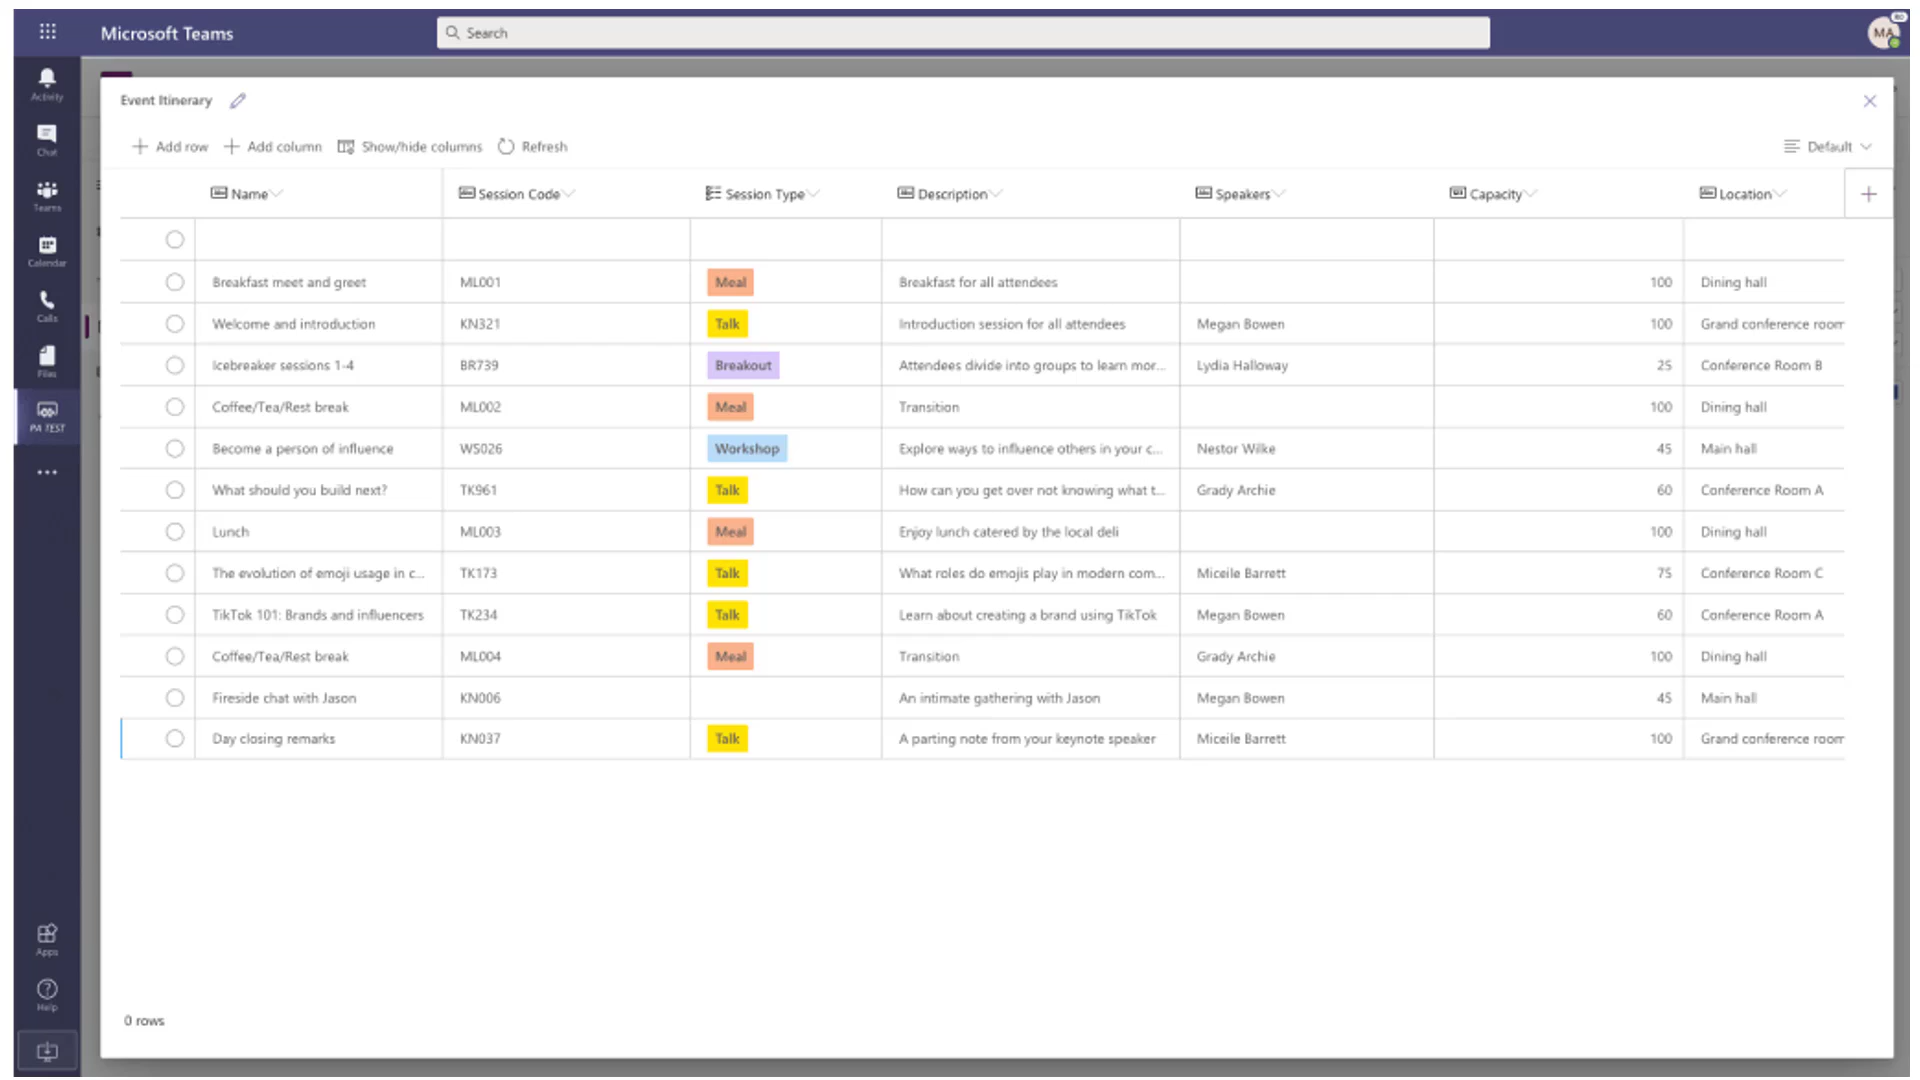 Microsoft Teams
Search
MA
Activity
Chat
Teams
Calendar
Calls
Files
PA TEST
Apps
Help
Event Itinerary
Add row Add column Show/hide columns Refresh Default
Name Session Code Session Type Description Speakers Capacity Location
Breakfast meet and greet ML001 Meal Breakfast for all attendees 100 Dining hall
Welcome and introduction KN321 Talk Introduction session for all attendees Megan Bowen 100 Grand conference room
Icebreaker sessions 1-4 BR739 Breakout Attendees divide into groups to learn mor... Lydia Halloway 25 Conference Room B
Coffee/Tea/Rest break ML002 Meal Transition 100 Dining hall
Become a person of influence WS026 Workshop Explore ways to influence others in your c... Nestor Wilke 45 Main hall
What should you build next? TK961 Talk How can you get over not knowing what t... Grady Archie 60 Conference Room A
Lunch ML003 Meal Enjoy lunch catered by the local deli 100 Dining hall
The evolution of emoji usage in c... TK173 Talk What roles do emojis play in modern com... Miceile Barrett 75 Conference Room C
TikTok 101: Brands and influencers TK234 Talk Learn about creating a brand using TikTok Megan Bowen 60 Conference Room A
Coffee/Tea/Rest break ML004 Meal Transition Grady Archie 100 Dining hall
Fireside chat with Jason KN006 An intimate gathering with Jason Megan Bowen 45 Main hall
Day closing remarks KN037 Talk A parting note from your keynote speaker Miceile Barrett 100 Grand conference room
0 rows